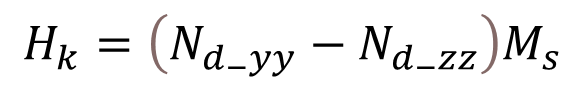 H_k = (N_{d_yy} − N_{d_zz})M_s